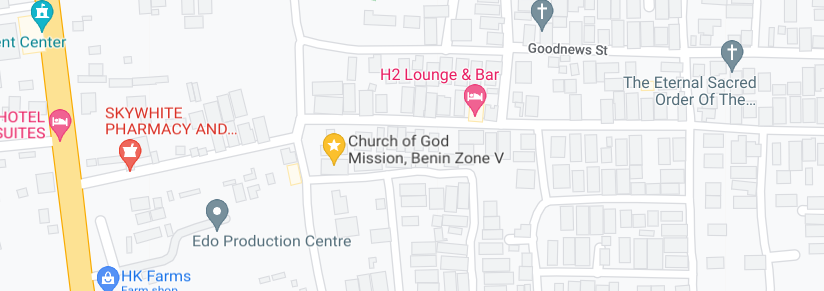 ent Center
Goodnews St
H2 Lounge & Bar
The Eternal Sacred
Order Of The...
HOTEL
SUITES
SKYWHITE
PHARMACY AND...
Church of God
Mission, Benin Zone V
Edo Production Centre
HK Farms
Farm shop